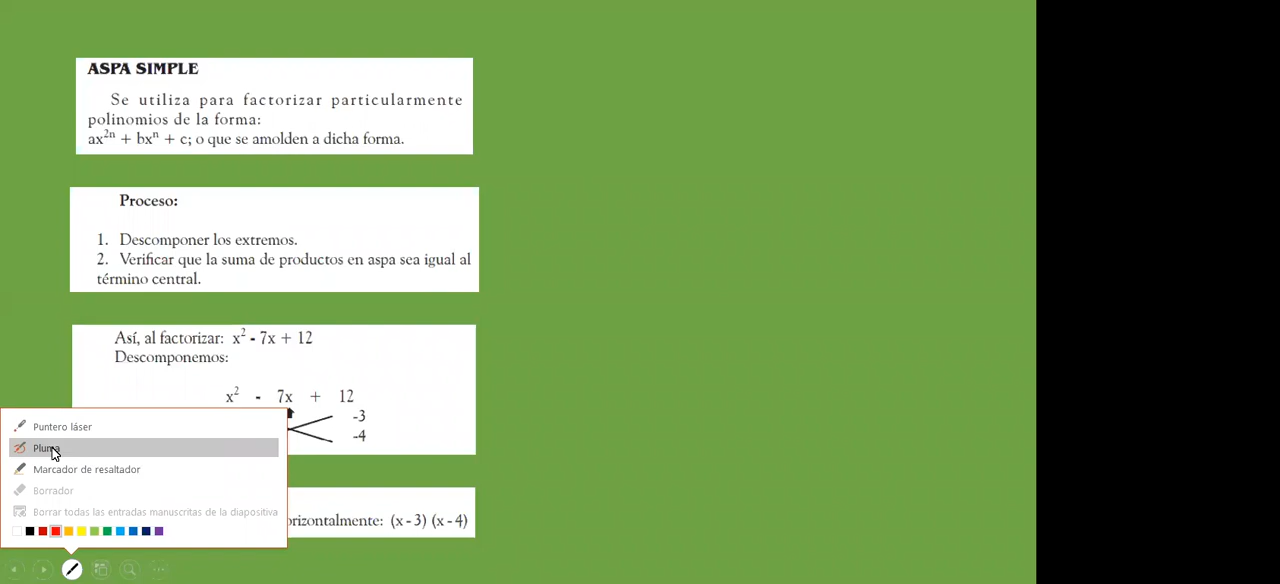 ASPA SIMPLE
Se utiliza para factorizar particularmente
polinomios de la forma:
ax²ⁿ + bxⁿ + c; o que se amolden a dicha forma.
Proceso:
1. Descomponer los extremos.
2. Verificar que la suma de productos en aspa sea igual al
término central.
Así, al factorizar: x² - 7x + 12
Descomponemos:
x² - 7x + 12
-3
-4
Puntero láser
Pluma
Marcador de resaltador
Borrador
Borrar todas las entradas manuscritas de la diapositiva
(x - 3) (x - 4)